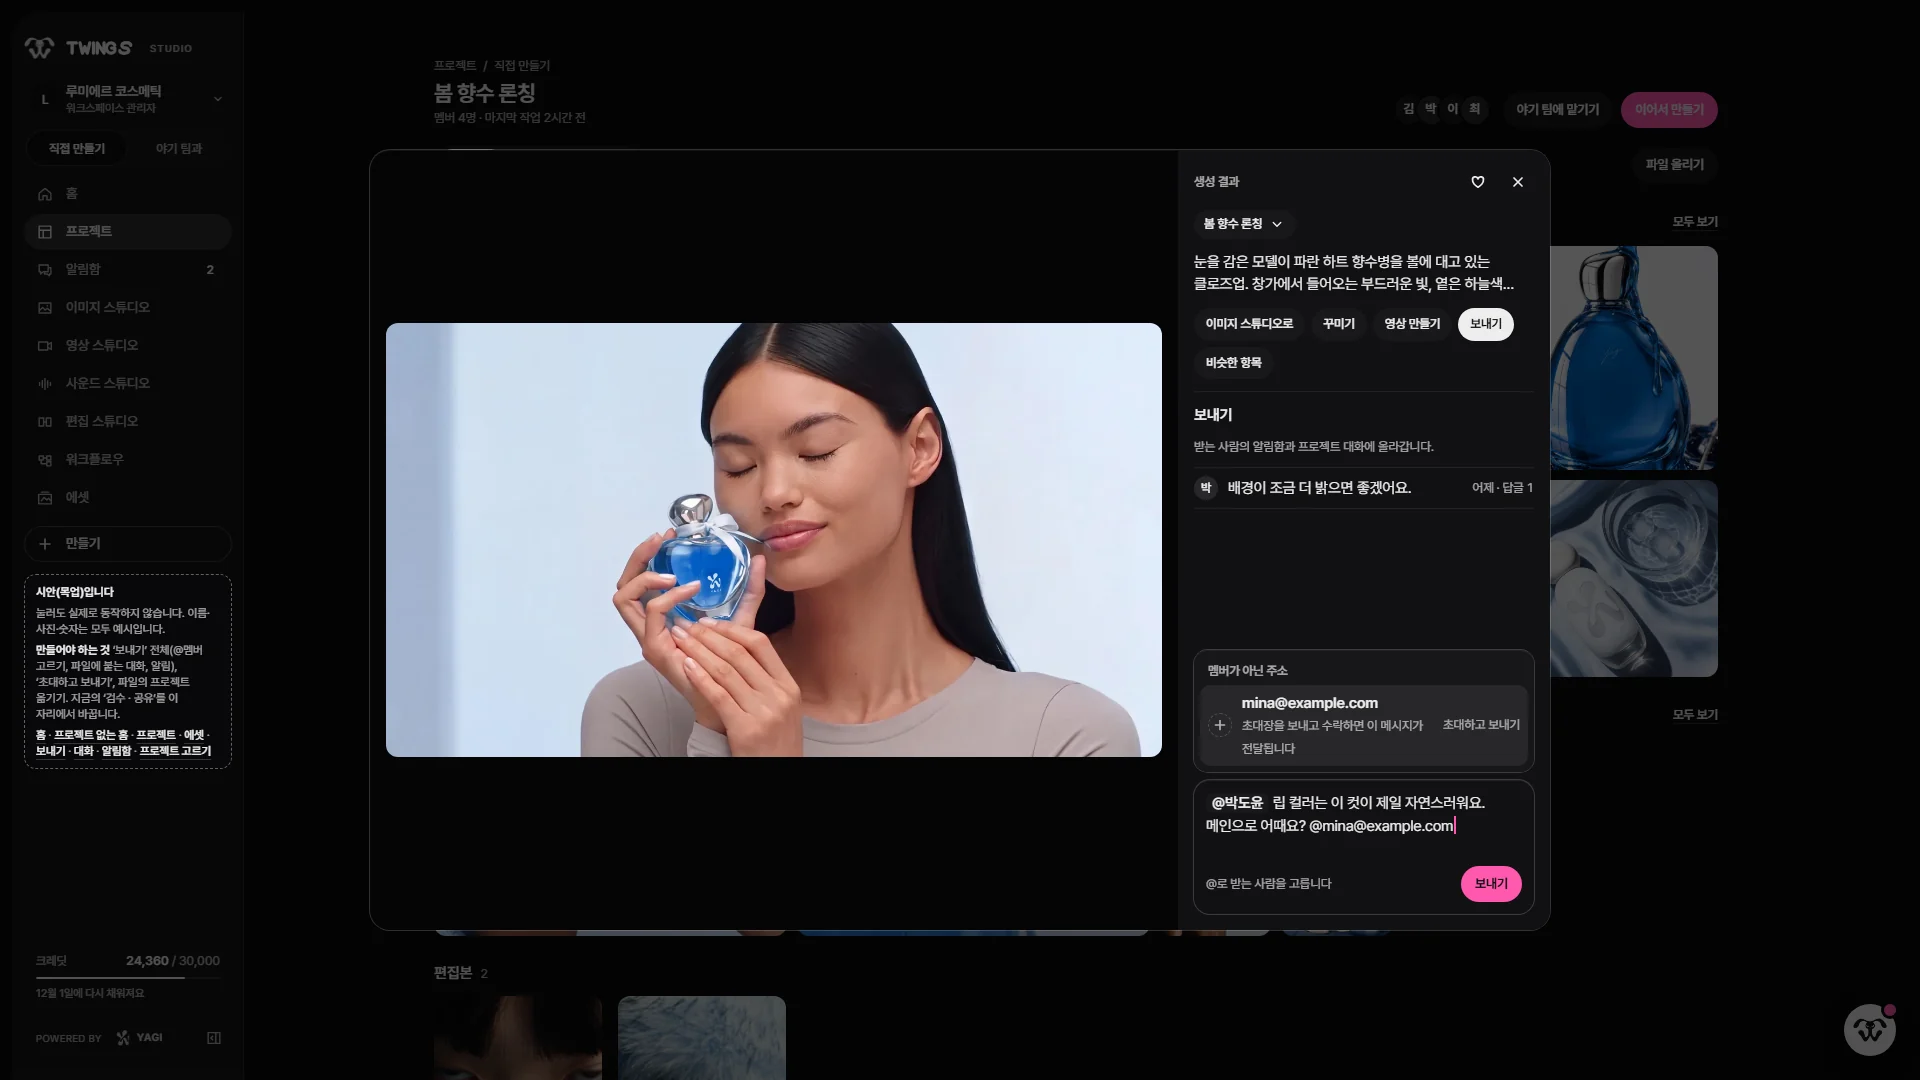 TWINGS STUDIO
L
루미에르 코스메틱
워크스페이스 관리자
직접 만들기
야기 팀과
홈
프로젝트
알림함 2
이미지 스튜디오
영상 스튜디오
사운드 스튜디오
편집 스튜디오
워크플로우
에셋
만들기
시안(목업)입니다
눌러도 실제로 동작하지 않습니다. 이름·
사진·숫자는 모두 예시입니다.
만들어야 하는 것 ‘보내기’ 전체(@멤버
고르기, 파일에 붙는 대화, 알림),
‘초대하고 보내기’, 파일의 프로젝트
옮기기. 지금의 ‘검수 · 공유’를 이
자리에서 바꿉니다.
홈 · 프로젝트 없는 홈 · 프로젝트 · 에셋 ·
보내기 · 대화 · 알림함 · 프로젝트 고르기
크레딧 24,360 / 30,000
12월 1일에 다시 채워져요
POWERED BY YAGI
프로젝트 / 직접 만들기
봄 향수 론칭
멤버 4명 · 마지막 작업 2시간 전
김 박 이 최
야기 팀에 맡기기
이어서 만들기
파일 올리기
모두 보기
모두 보기
편집본 2
YAGI
생성 결과
봄 향수 론칭
눈을 감은 모델이 파란 하트 향수병을 볼에 대고 있는
클로즈업. 창가에서 들어오는 부드러운 빛, 옅은 하늘색...
이미지 스튜디오로
꾸미기
영상 만들기
보내기
비슷한 항목
보내기
받는 사람의 알림함과 프로젝트 대화에 올라갑니다.
박 배경이 조금 더 밝으면 좋겠어요. 어제 · 답글 1
멤버가 아닌 주소
mina@example.com
초대장을 보내고 수락하면 이 메시지가
전달됩니다
초대하고 보내기
@박도윤 립 컬러는 이 컷이 제일 자연스러워요.
메인으로 어때요? @mina@example.com
@로 받는 사람을 고릅니다
보내기